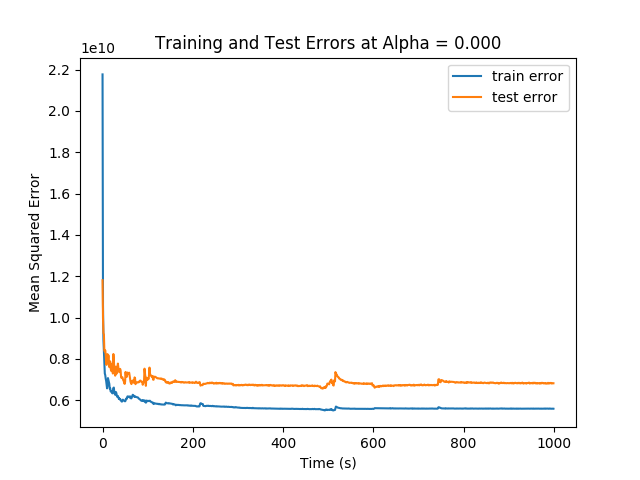 Training and Test Errors at Alpha = 0.000
1e10
train error
test error
2.2
2.0
1.8
1.6
1.4
1.2
1.0
0.8
0.6
Mean Squared Error
0 200 400 600 800 1000
Time (s)